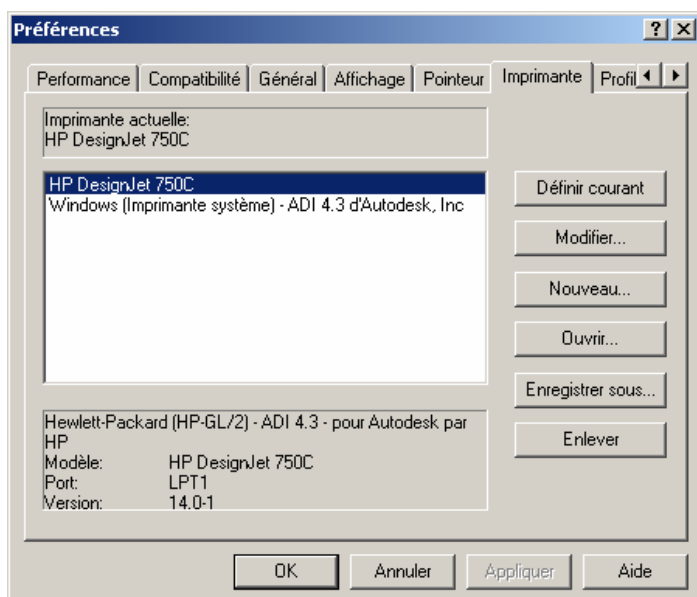 Préférences
Performance Compatibilité Général Affichage Pointeur Imprimante Profil
Imprimante actuelle:
HP DesignJet 750C
HP DesignJet 750C
Windows (Imprimante système) - ADI 4.3 d'Autodesk, Inc
Définir courant
Modifier...
Nouveau...
Ouvrir...
Enregistrer sous...
Enlever
Hewlett-Packard (HP-GL/2) - ADI 4.3 - pour Autodesk par
HP
Modèle: HP DesignJet 750C
Port: LPT1
Version: 14.0-1
OK Annuler Appliquer Aide